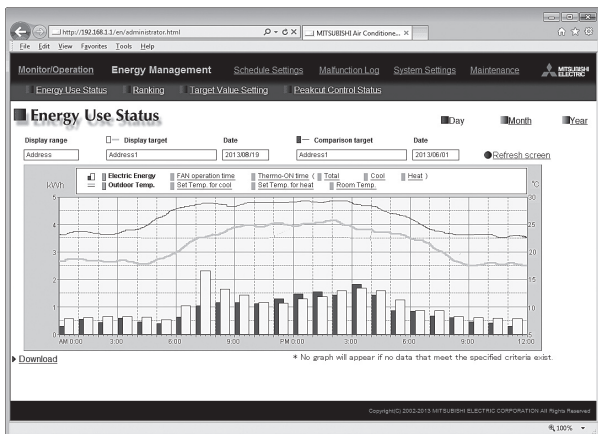 http://192.168.1.1/en/administrator.html
MITSUBISHI Air Conditione...
File Edit View Favorites Tools Help
Monitor/Operation Energy Management Schedule Settings Malfunction Log System Settings Maintenance MITSUBISHI ELECTRIC
Energy Use Status Ranking Target Value Setting Peakcut Control Status
Energy Use Status
Day Month Year
Display range Display target Date Comparison target Date
Address Address1 2013/08/19 Address1 2013/06/01 Refresh screen
Electric Energy FAN operation time Thermo-ON time ( Total Cool Heat )
Outdoor Temp. Set Temp. for cool Set Temp. for heat Room Temp.
kWh °C
5 30
4 25
3 20
2 15
1 10
0 5
AM 0:00 3:00 6:00 9:00 PM 0:00 3:00 6:00 9:00 12:00
Download
* No graph will appear if no data that meet the specified criteria exist.
Copyright(C) 2002-2013 MITSUBISHI ELECTRIC CORPORATION All Rights Reserved
100%